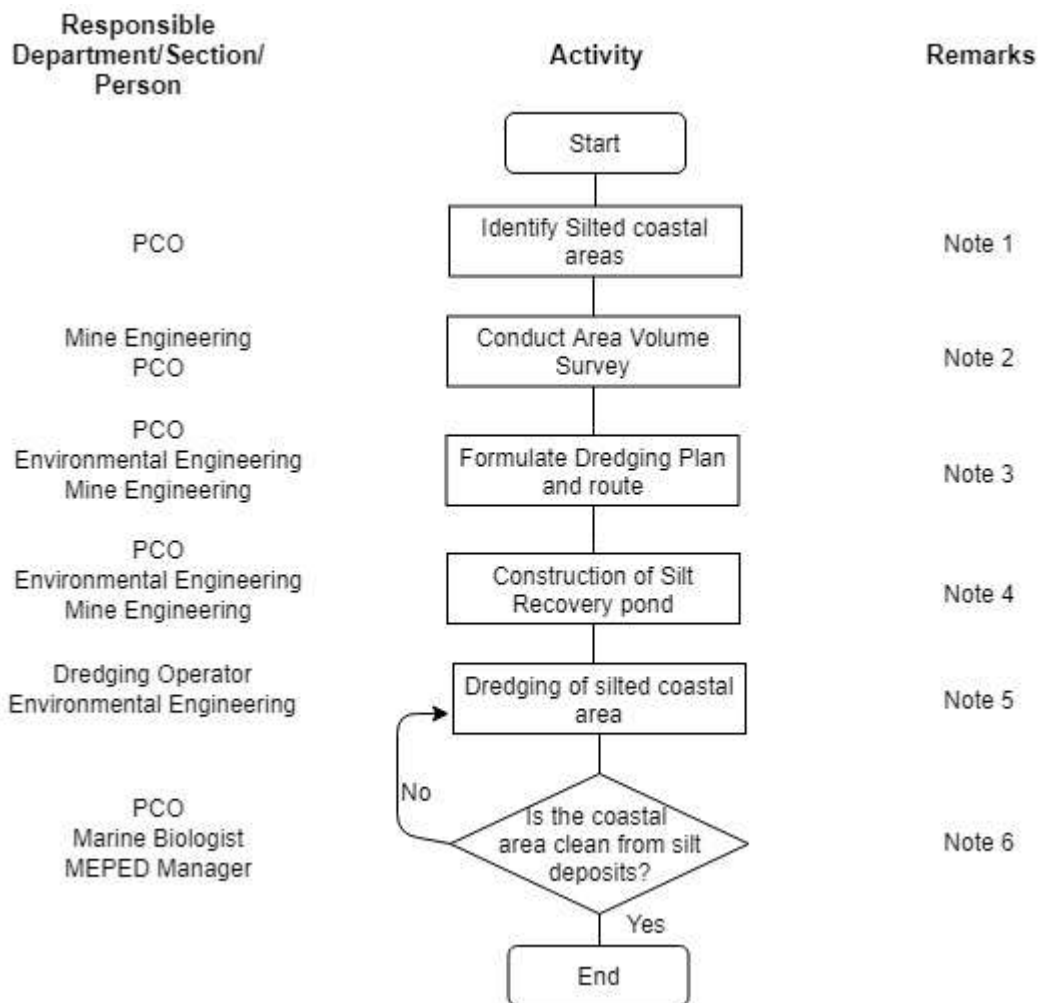 Responsible
Department/Section/
Person
Activity
Remarks
Start
PCO
Identify Silted coastal
areas
Note 1
Mine Engineering
PCO
Conduct Area Volume
Survey
Note 2
PCO
Environmental Engineering
Mine Engineering
Formulate Dredging Plan
and route
Note 3
PCO
Environmental Engineering
Mine Engineering
Construction of Silt
Recovery pond
Note 4
Dredging Operator
Environmental Engineering
Dredging of silted coastal
area
Note 5
No
PCO
Marine Biologist
MEPED Manager
Is the coastal
area clean from silt
deposits?
Note 6
Yes
End